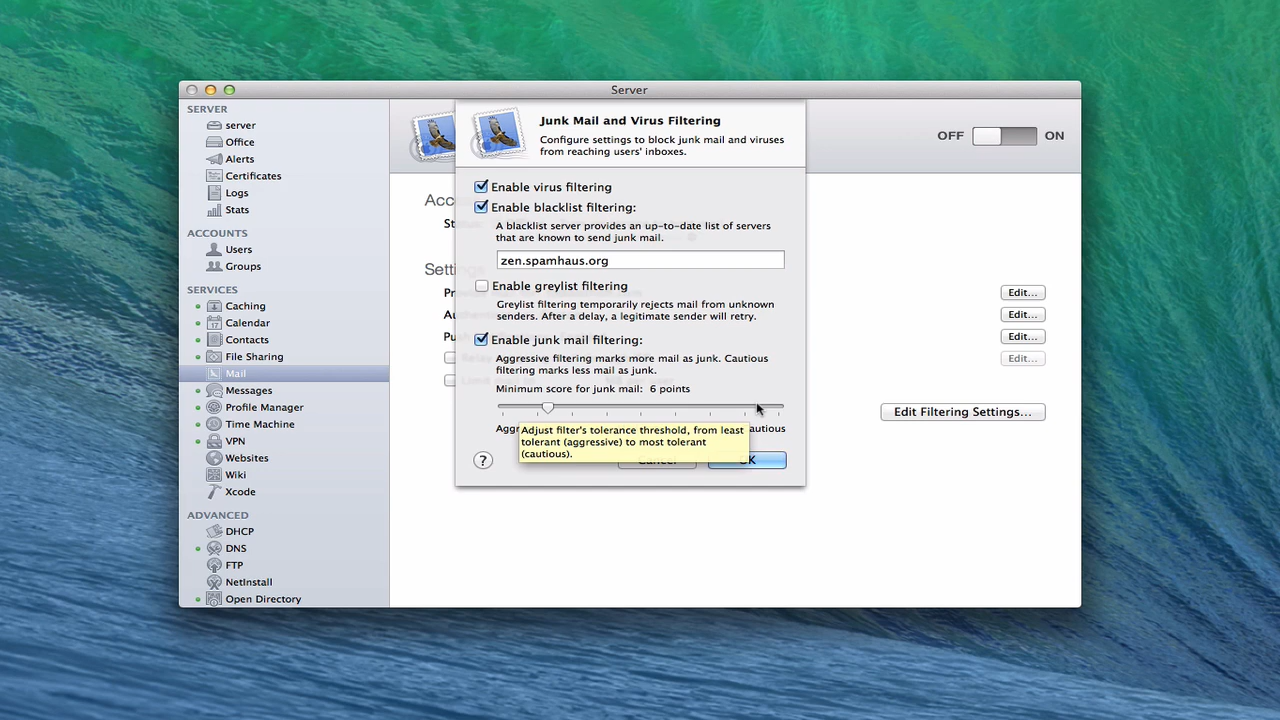 Server
SERVER
server
Office
Alerts
Certificates
Logs
Stats
ACCOUNTS
Users
Groups
SERVICES
Caching
17
Calendar
Contacts
File Sharing
Mail
Messages
Profile Manager
Time Machine
VPN
Websites
Wiki
Xcode
ADVANCED
DHCP
DNS
FTP
NetInstall
Open Directory
OFF ON
Junk Mail and Virus Filtering
Configure settings to block junk mail and viruses
from reaching users' inboxes.
Enable virus filtering
Enable blacklist filtering:
A blacklist server provides an up-to-date list of servers
that are known to send junk mail.
zen.spamhaus.org
Enable greylist filtering
Greylist filtering temporarily rejects mail from unknown
senders. After a delay, a legitimate sender will retry.
Enable junk mail filtering:
Aggressive filtering marks more mail as junk. Cautious
filtering marks less mail as junk.
Minimum score for junk mail: 6 points
Adjust filter's tolerance threshold, from least
tolerant (aggressive) to most tolerant
(cautious).
?
Cancel
OK
Edit...
Edit...
Edit...
Edit...
Edit Filtering Settings...